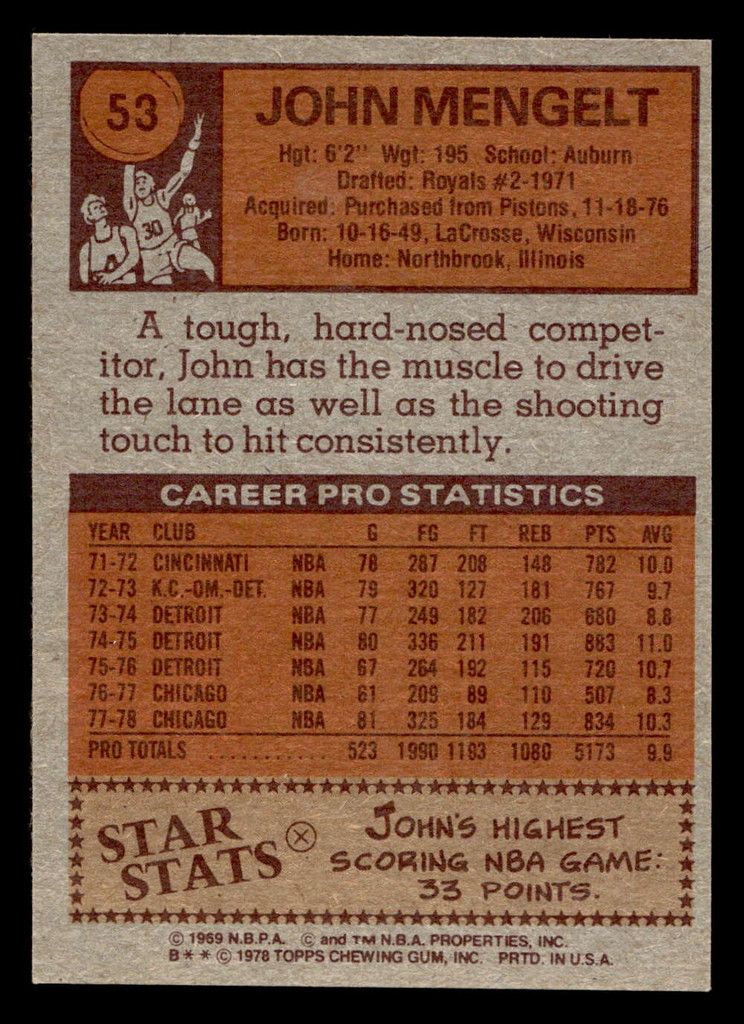 53
JOHN MENGELT
Hgt: 6'2" Wgt: 195 School: Auburn
Drafted: Royals #2-1971
Acquired: Purchased from Pistons, 11-18-76
Born: 10-16-49, LaCrosse, Wisconsin
Home: Northbrook, Illinois
30
A tough, hard-nosed compet-
itor, John has the muscle to drive
the lane as well as the shooting
touch to hit consistently.
CAREER PRO STATISTICS
YEAR CLUB G FG FT REB PTS AVG
71-72 CINCINNATI NBA 78 287 208 148 782 10.0
72-73 K.C.-OM.-DET. NBA 79 320 127 181 767 9.7
73-74 DETROIT NBA 77 249 182 206 680 8.8
74-75 DETROIT NBA 80 336 211 191 883 11.0
75-76 DETROIT NBA 67 264 192 115 720 10.7
76-77 CHICAGO NBA 61 209 89 110 507 8.3
77-78 CHICAGO NBA 81 325 184 129 834 10.3
PRO TOTALS ............ 523 1990 1193 1080 5173 9.9
STAR STATS
JOHN'S HIGHEST
SCORING NBA GAME:
33 POINTS.
© 1969 N.B.P.A. © and TM N.B.A. PROPERTIES, INC.
B * * © 1978 TOPPS CHEWING GUM, INC. PRTD. IN U.S.A.